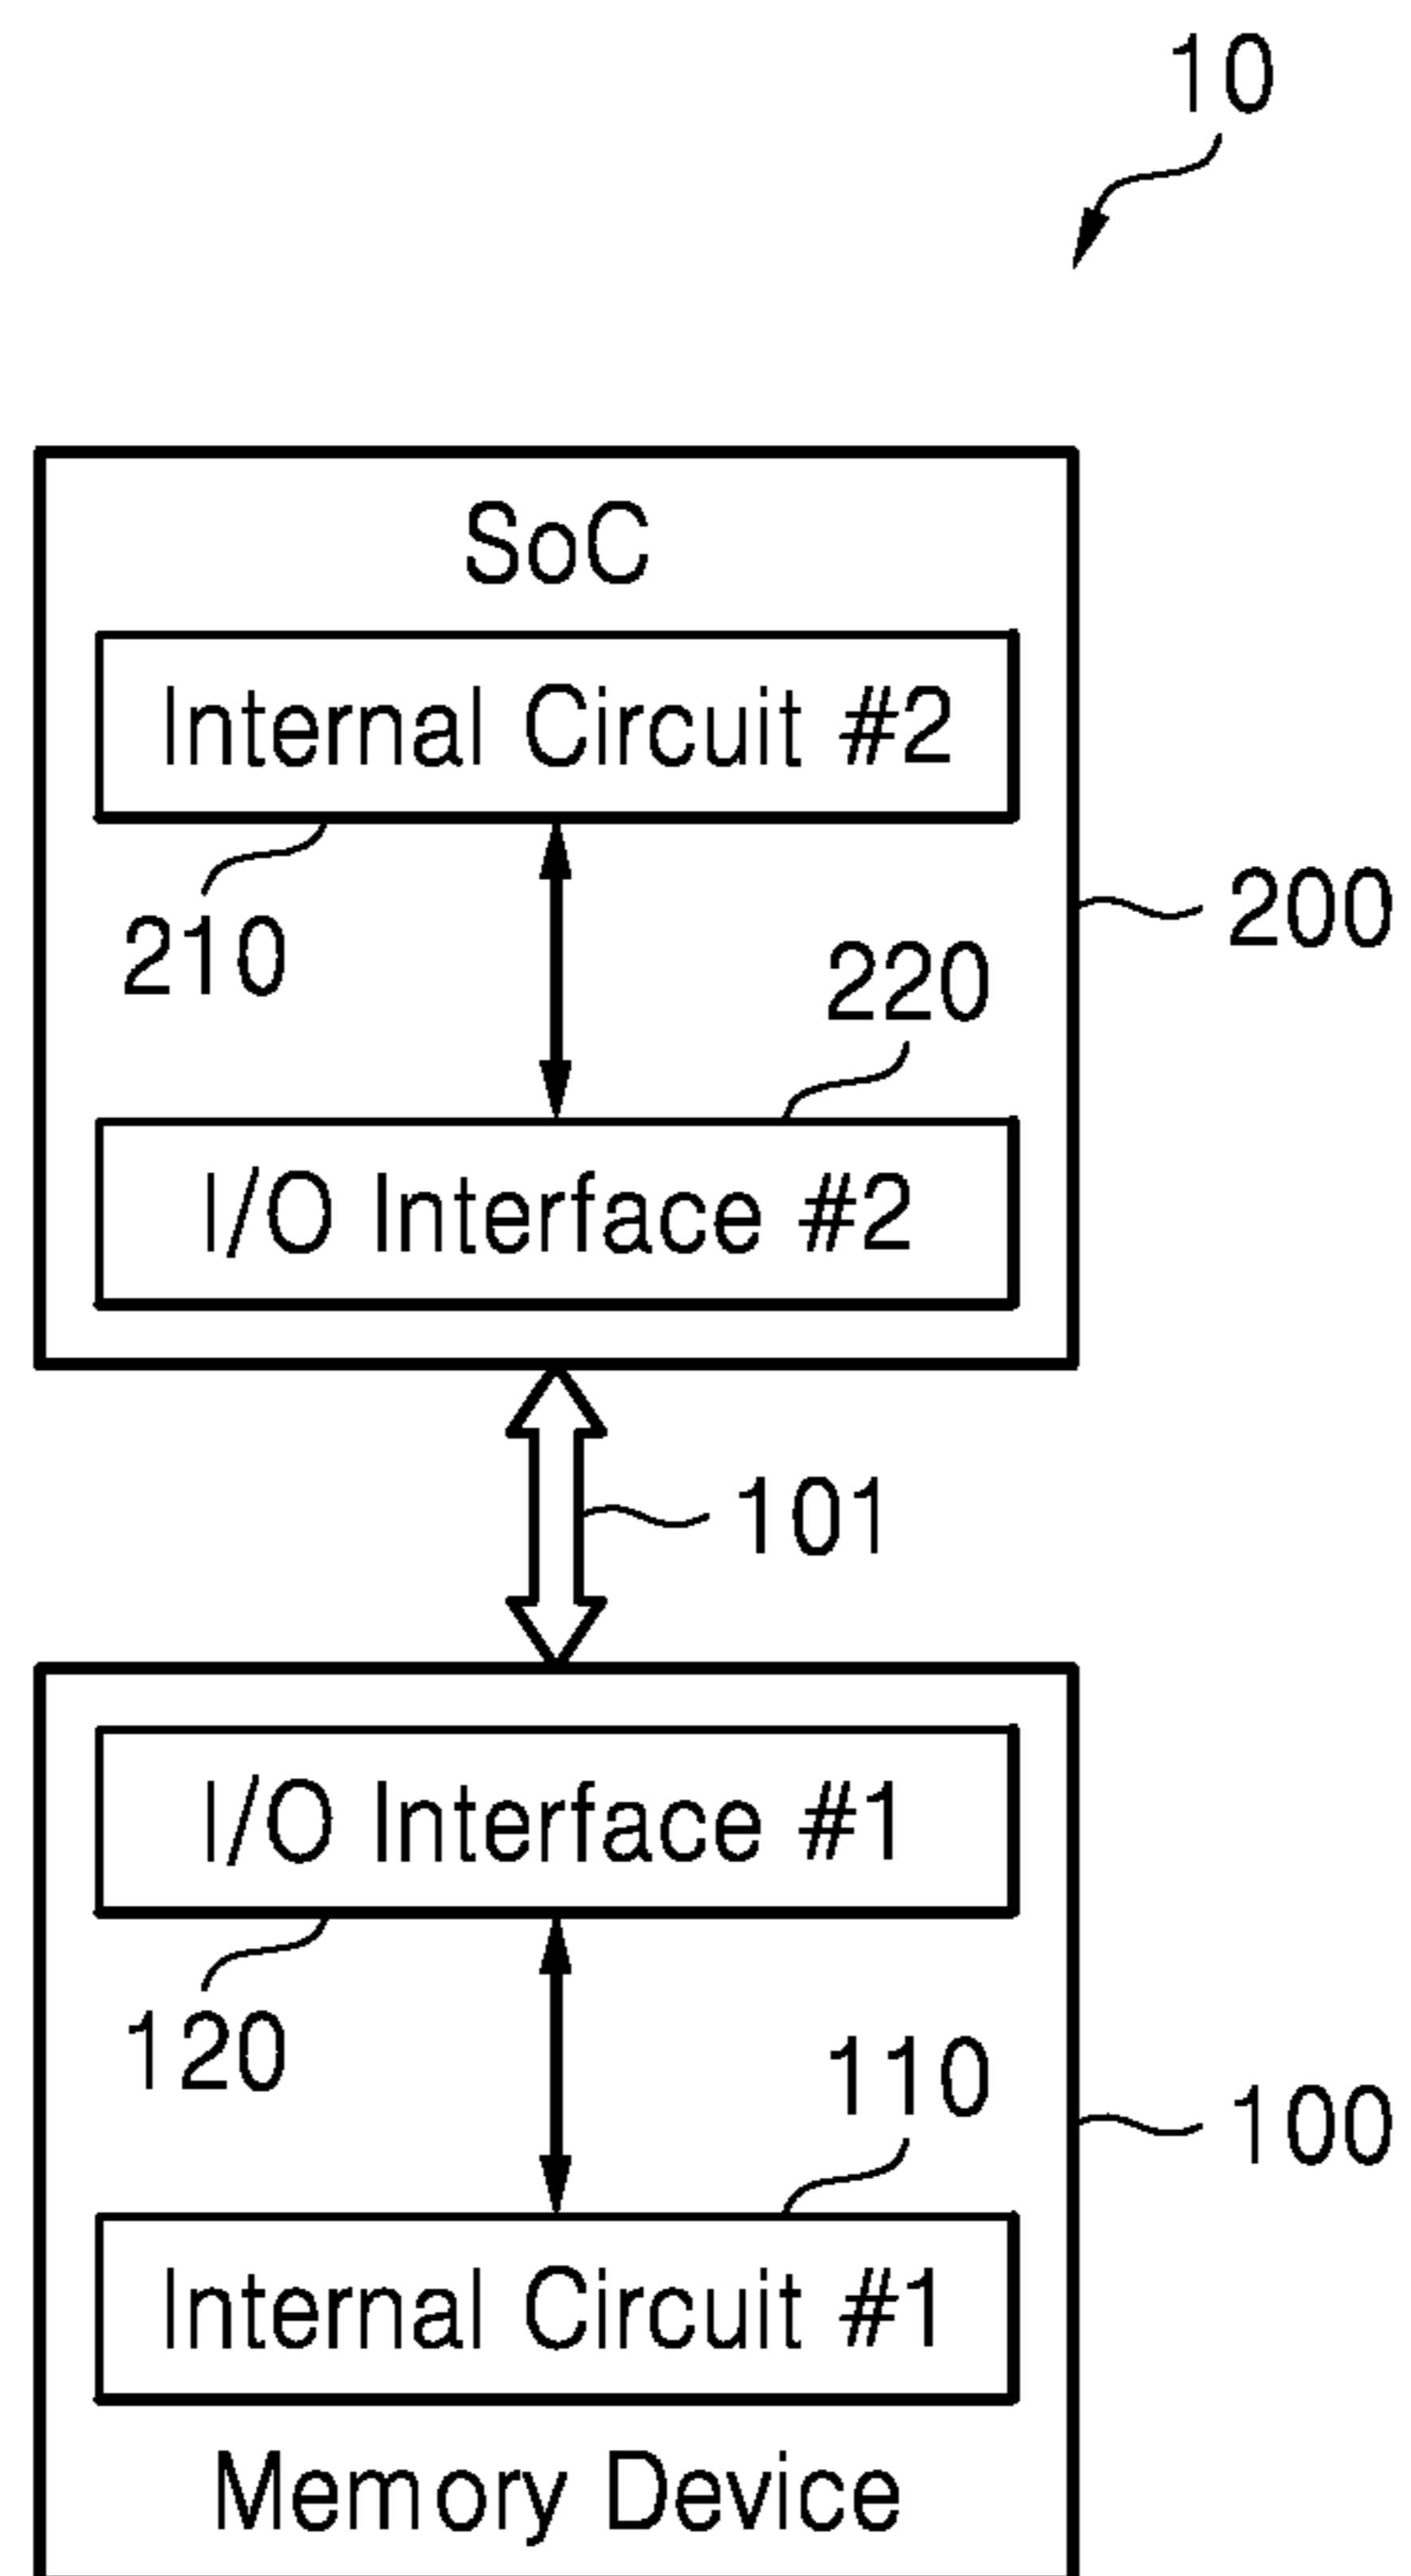 10
SoC
Internal Circuit #2
210
200
220
I/O Interface #2
101
I/O Interface #1
120
110
100
Internal Circuit #1
Memory Device